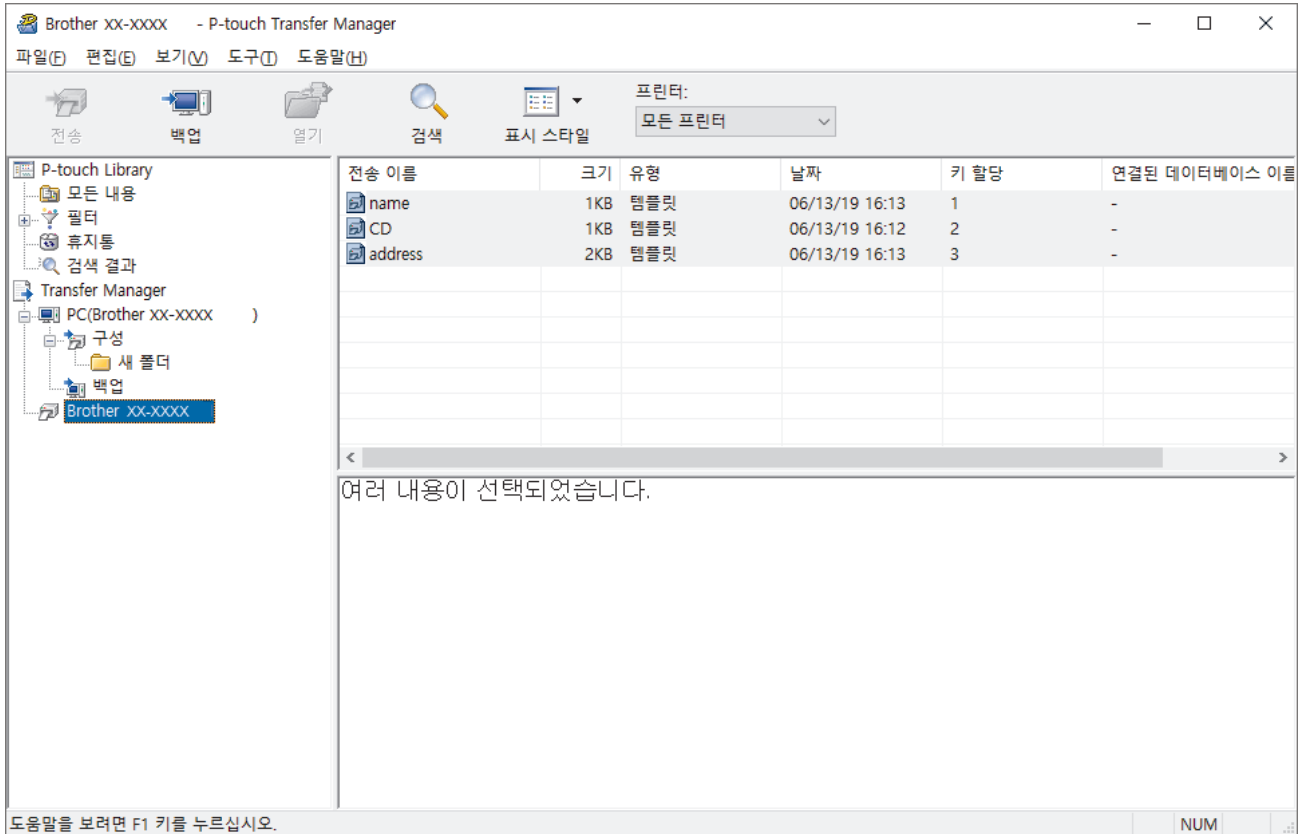 Brother XX-XXXX - P-touch Transfer Manager
파일(F) 편집(E) 보기(V) 도구(T) 도움말(H)
전송 백업 열기 검색 표시 스타일
프린터:
모든 프린터
P-touch Library
모든 내용
필터
휴지통
검색 결과
Transfer Manager
PC(Brother XX-XXXX )
구성
새 폴더
백업
Brother XX-XXXX
전송 이름 크기 유형 날짜 키 할당 연결된 데이터베이스 이름
name 1KB 템플릿 06/13/19 16:13 1 -
CD 1KB 템플릿 06/13/19 16:12 2 -
address 2KB 템플릿 06/13/19 16:13 3 -
여러 내용이 선택되었습니다.
도움말을 보려면 F1 키를 누르십시오.
NUM